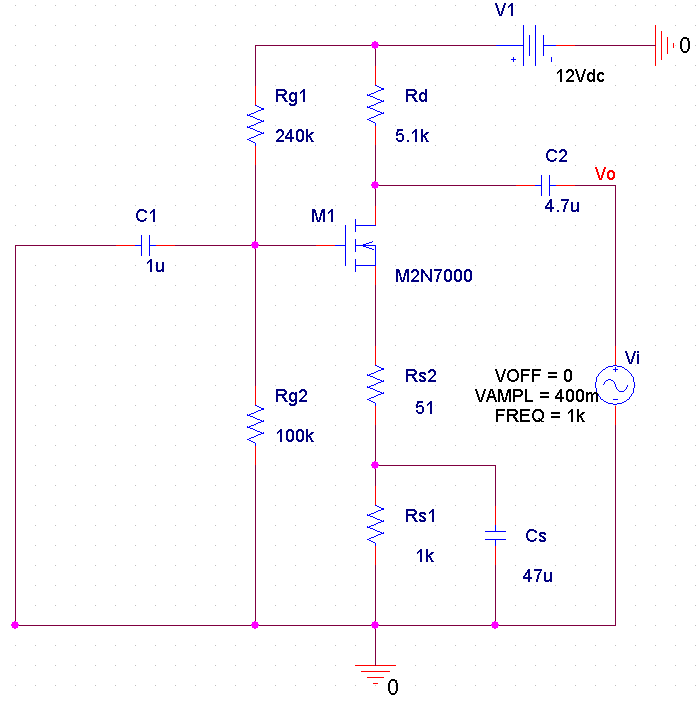 V1
0
12Vdc
Rg1
240k
Rd
5.1k
C2
4.7u
Vo
C1
1u
M1
M2N7000
Vi
VOFF = 0
VAMPL = 400m
FREQ = 1k
Rs2
51
Rg2
100k
Rs1
1k
Cs
47u
0